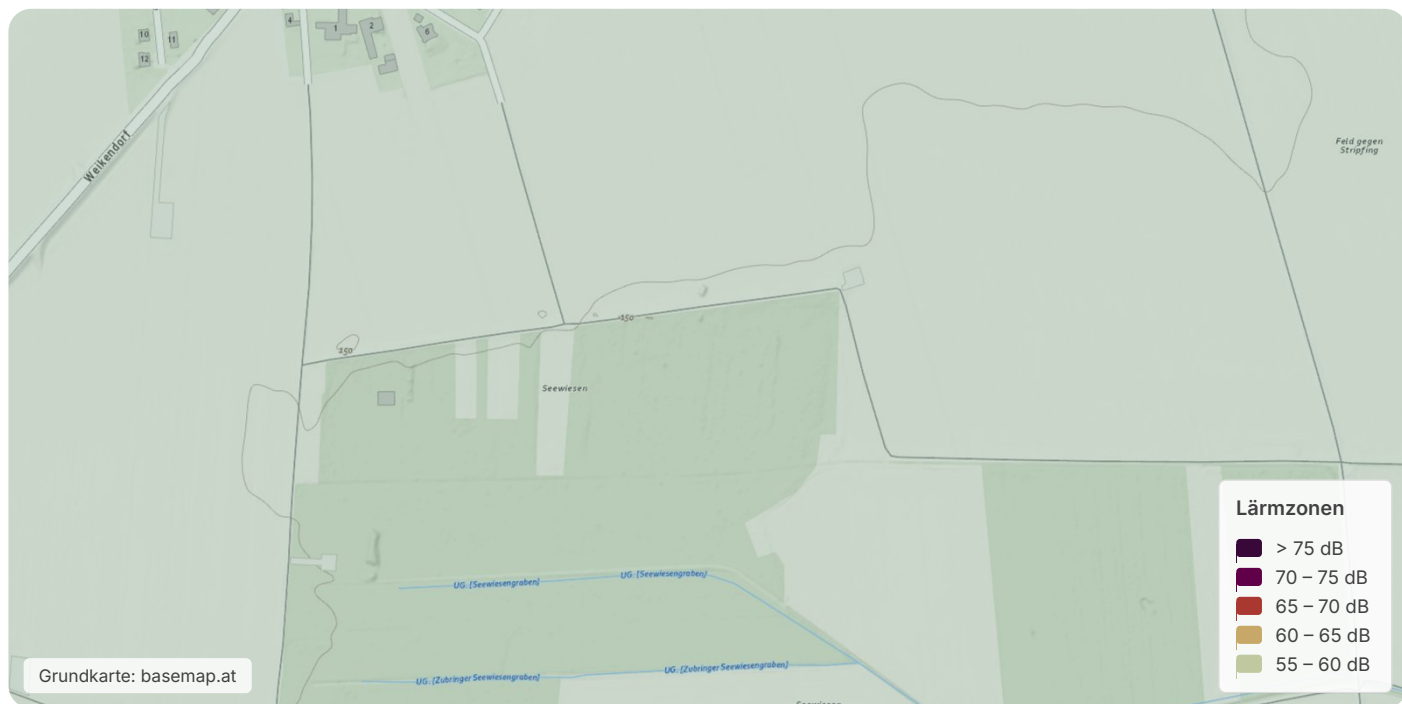 4
1
2
6
10
11
12
Weikendorf
Feld gegen
Stripfing
150
150
Seewiesen
UG. [Seewiesengraben]
UG. [Seewiesengraben]
UG. [Zubringer Seewiesengraben]
UG. [Zubringer Seewiesengraben]
Grundkarte: basemap.at
Lärmzonen
> 75 dB
70 – 75 dB
65 – 70 dB
60 – 65 dB
55 – 60 dB